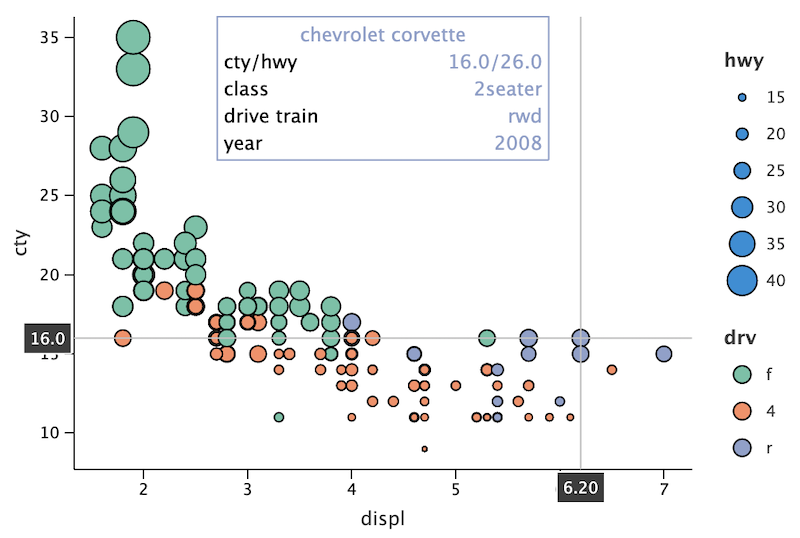 chevrolet corvette
cty/hwy 16.0/26.0
class 2seater
drive train rwd
year 2008
cty
35
30
25
20
16.0
15
10
2 3 4 5 6.20 7
displ
hwy
15
20
25
30
35
40
drv
f
4
r